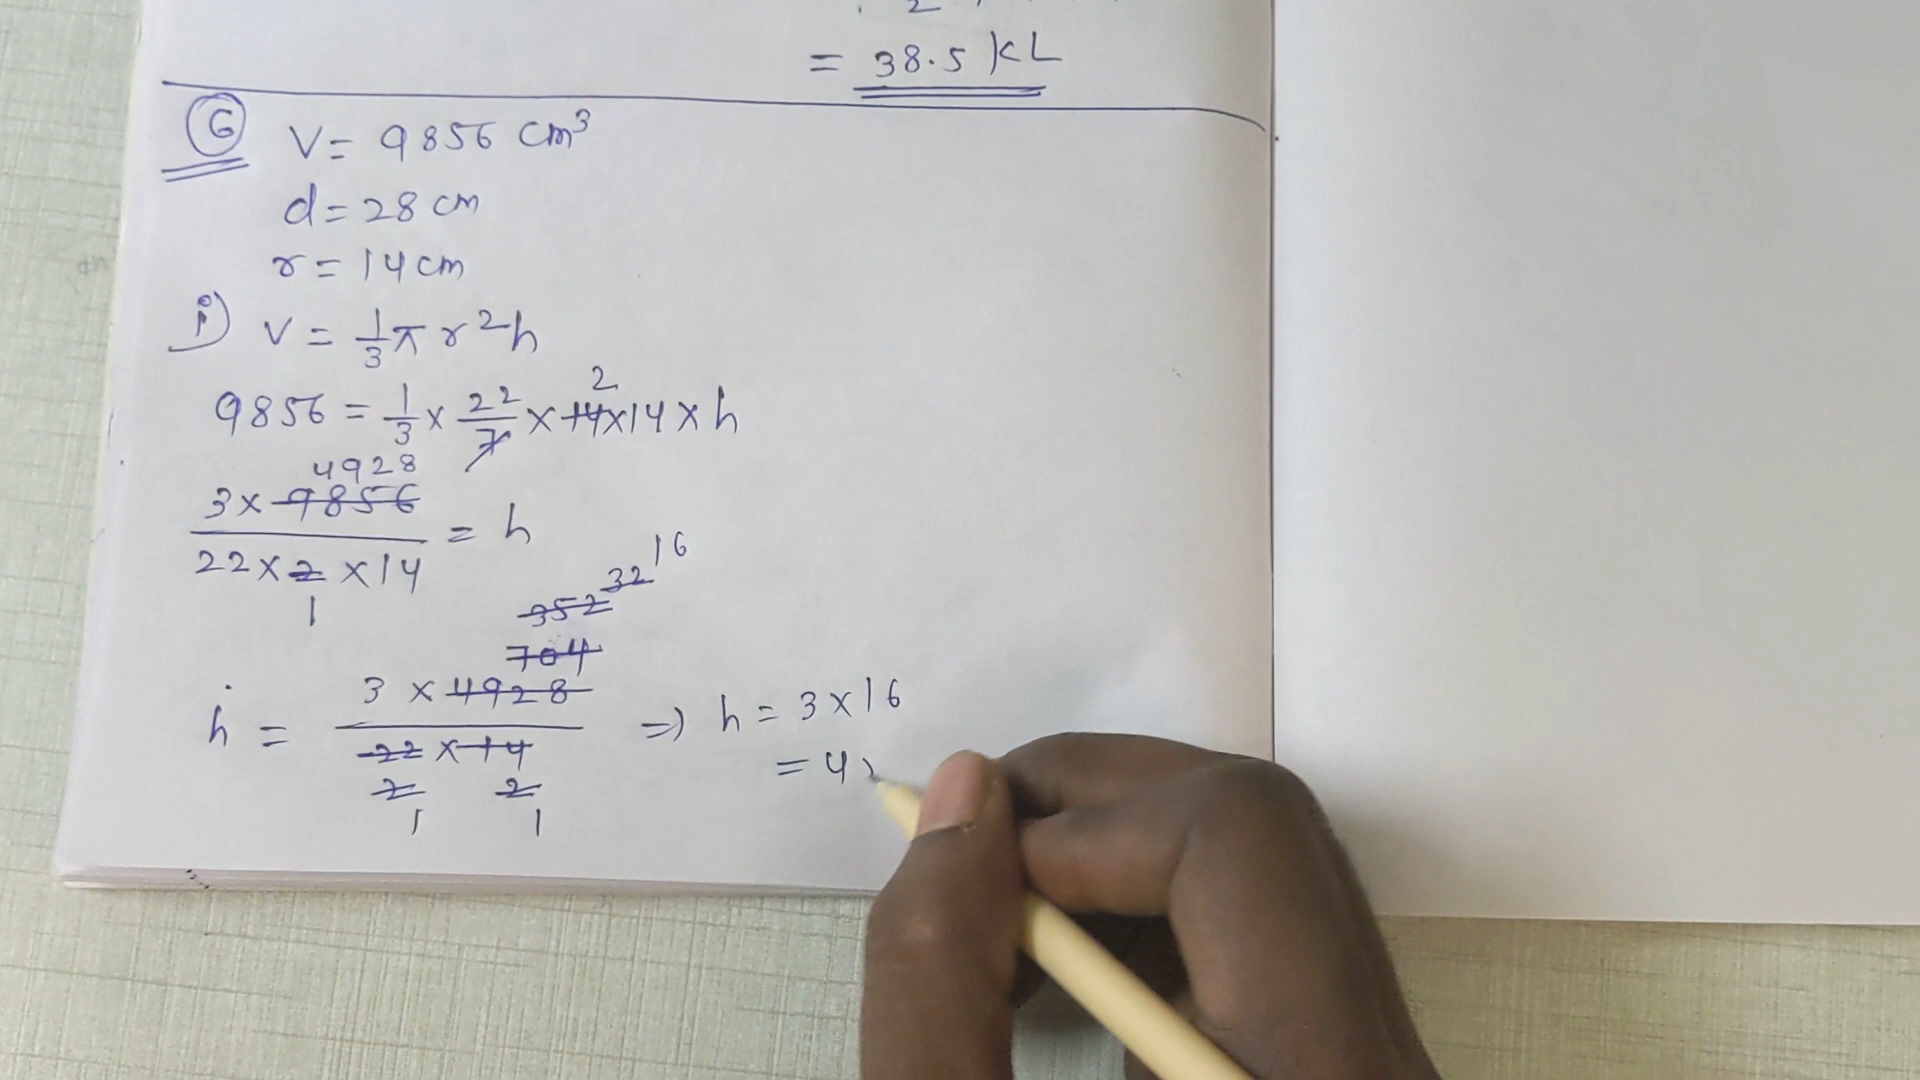 = 38.5 KL
6 V = 9856 cm³
d = 28 cm
r = 14 cm
i) V = 1/3 π r² h
2
9856 = 1/3 × 22/7 × 14 × 14 × h
4928
3 × 9856 / 22 × 2 × 14 = h
1
16
32
352
704
h = 3 × 4928 / 22 × 14 ⇒ h = 3 × 16
= 4
2 2
1 1